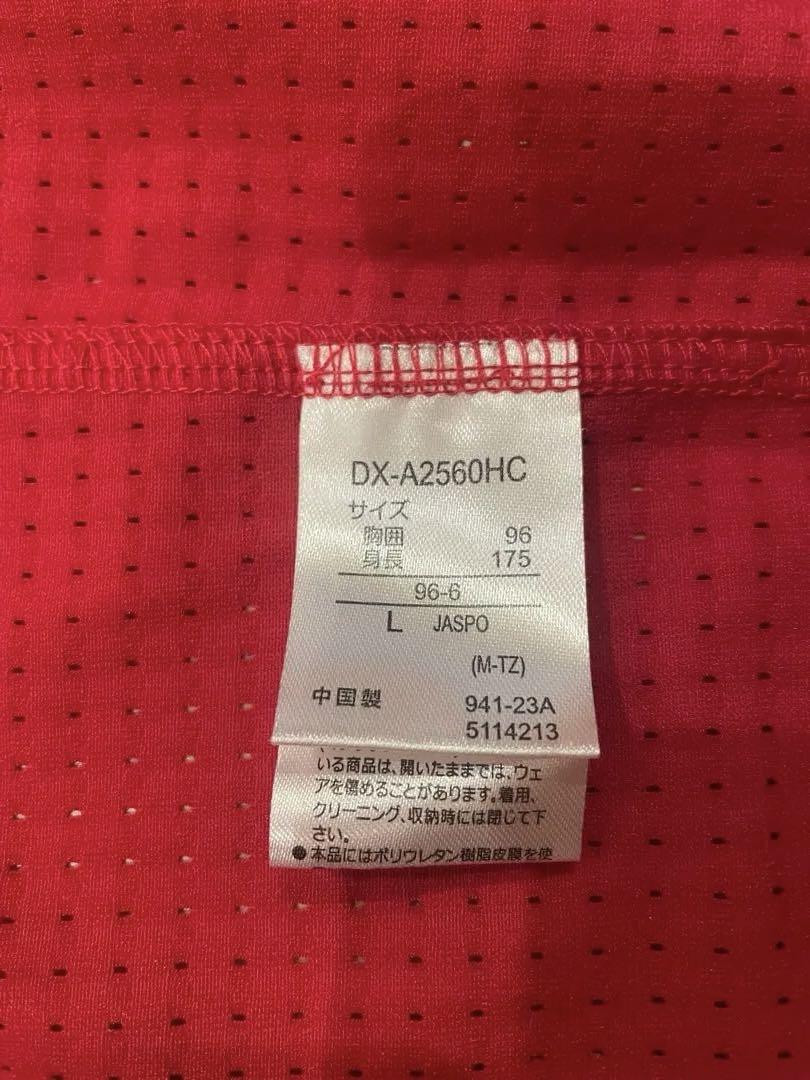 DX-A2560HC
サイズ
胸囲 96
身長 175
96-6
L JASPO
(M-TZ)
中国製 941-23A
5114213
いる商品は、開いたままでは、ウェ
アを傷めることがあります。着用、
クリーニング、収納時には閉じて下
さい。
●本品にはポリウレタン樹脂皮膜を使